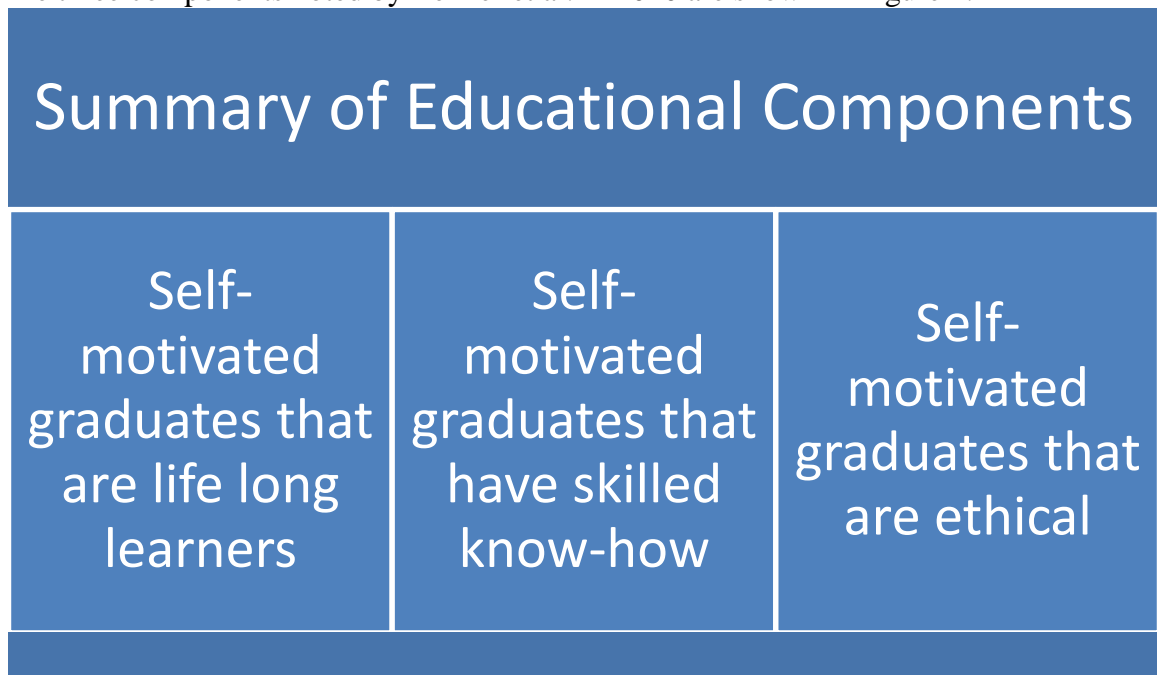 Summary of Educational Components
Self-
motivated
graduates that
are life long
learners
Self-
motivated
graduates that
have skilled
know-how
Self-
motivated
graduates that
are ethical